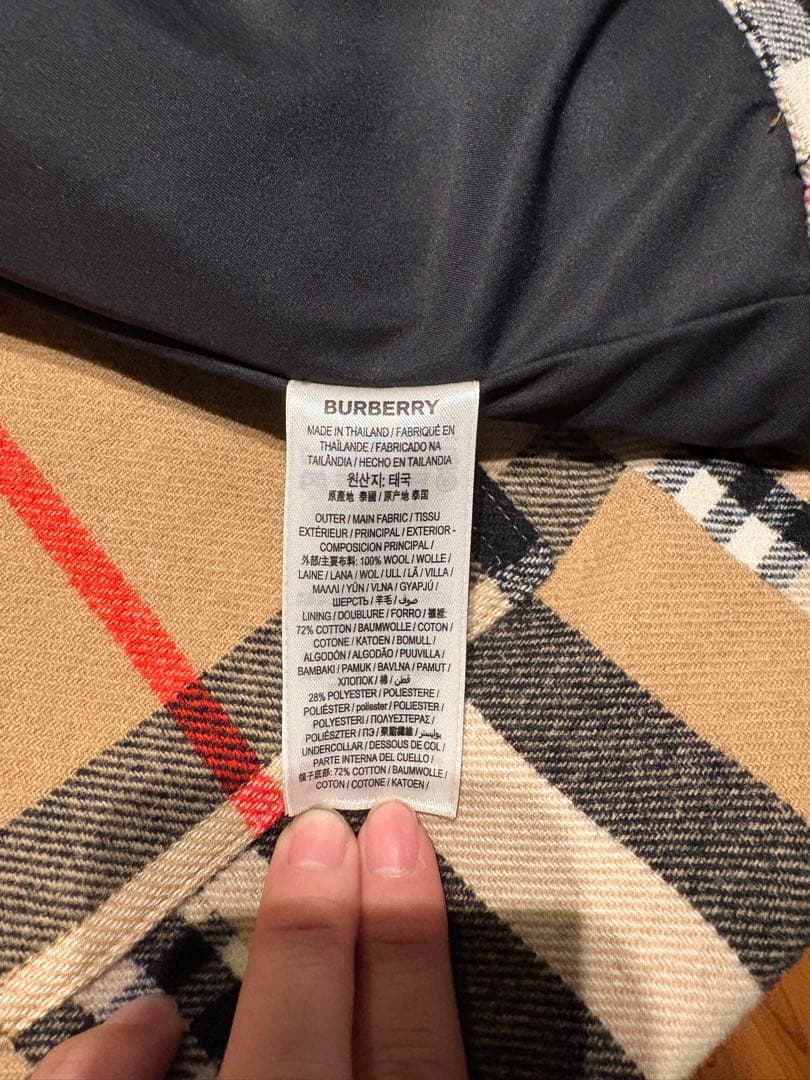 BURBERRY
MADE IN THAILAND / FABRIQUÉ EN
THAÏLANDE / FABRICADO NA
TAILÂNDIA / HECHO EN TAILANDIA
원산지: 태국
原產地 泰國 / 原产地 泰国
OUTER / MAIN FABRIC / TISSU
EXTÉRIEUR / PRINCIPAL / EXTERIOR -
COMPOSICION PRINCIPAL /
外部/主要布料: 100% WOOL / WOLLE /
LAINE / LANA / WOL / ULL / LÃ / VILLA /
ΜΑΛΛΙ / YÜN / VLNA / GYAPJÚ /
ШЕРСТЬ / 羊毛 / صوف /
LINING / DOUBLURE / FORRO / 裡裡:
72% COTTON / BAUMWOLLE / COTON /
COTONE / KATOEN / BOMULL /
ALGODÓN / ALGODÃO / PUUVILLA /
BAMBAKI / PAMUK / BAVLNA / PAMUT /
ХЛОПОК / 棉 / قطن /
28% POLYESTER / POLIESTERE /
POLIÉSTER / poliester / POLIESTER /
POLYESTERI / ΠΟΛΥΕΣΤΕΡΑΣ /
POLIÉSZTER / ПЭ / 聚酯纖維 / بوليستر /
UNDERCOLLAR / DESSOUS DE COL /
PARTE INTERNA DEL CUELLO /
領子底部: 72% COTTON / BAUMWOLLE /
COTON / COTONE / KATOEN /